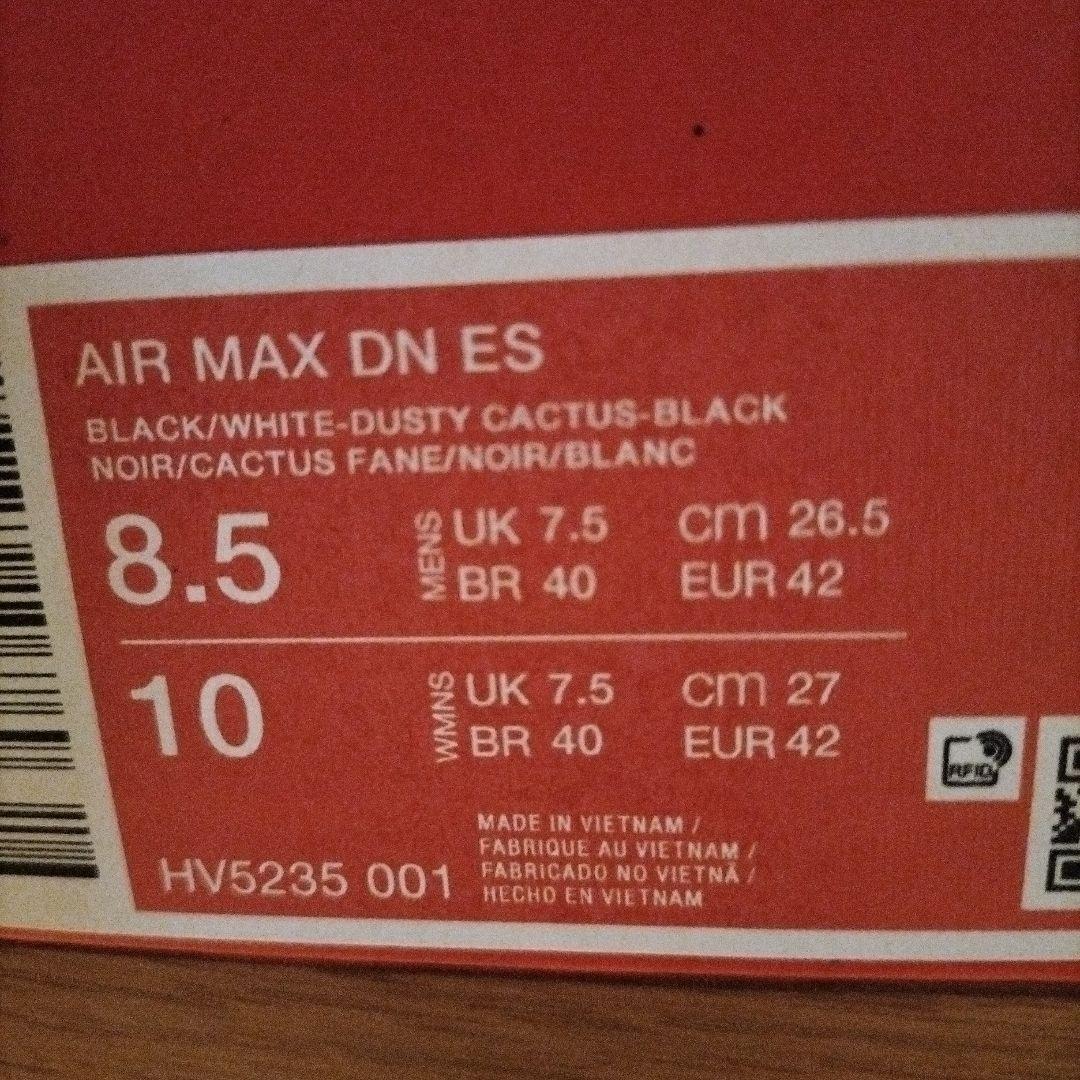 AIR MAX DN ES
BLACK/WHITE-DUSTY CACTUS-BLACK
NOIR/CACTUS FANE/NOIR/BLANC
8.5 MENS UK 7.5 cm 26.5
BR 40 EUR 42
10 WMNS UK 7.5 cm 27
BR 40 EUR 42
RFID
HV5235 001
MADE IN VIETNAM /
FABRIQUE AU VIETNAM /
FABRICADO NO VIETNÃ /
HECHO EN VIETNAM